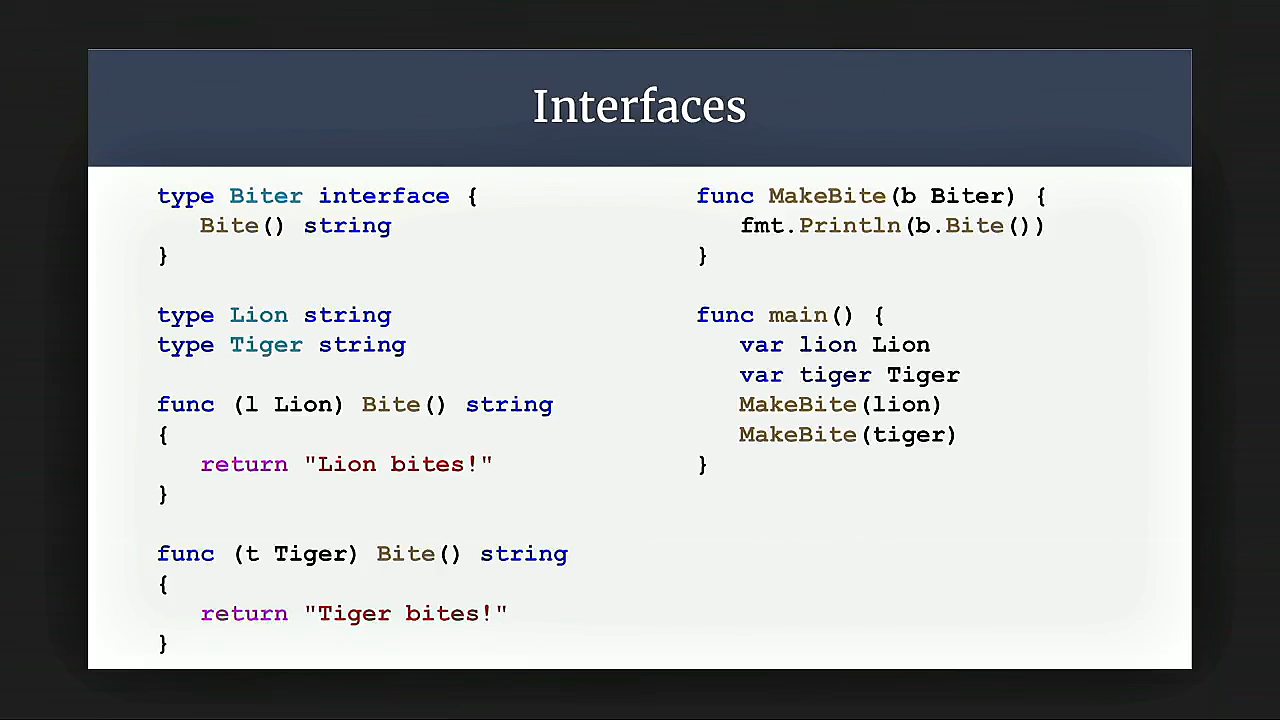 Interfaces
type Biter interface {
   Bite() string
}

type Lion string
type Tiger string

func (l Lion) Bite() string
{
   return "Lion bites!"
}

func (t Tiger) Bite() string
{
   return "Tiger bites!"
}

func MakeBite(b Biter) {
   fmt.Println(b.Bite())
}

func main() {
   var lion Lion
   var tiger Tiger
   MakeBite(lion)
   MakeBite(tiger)
}